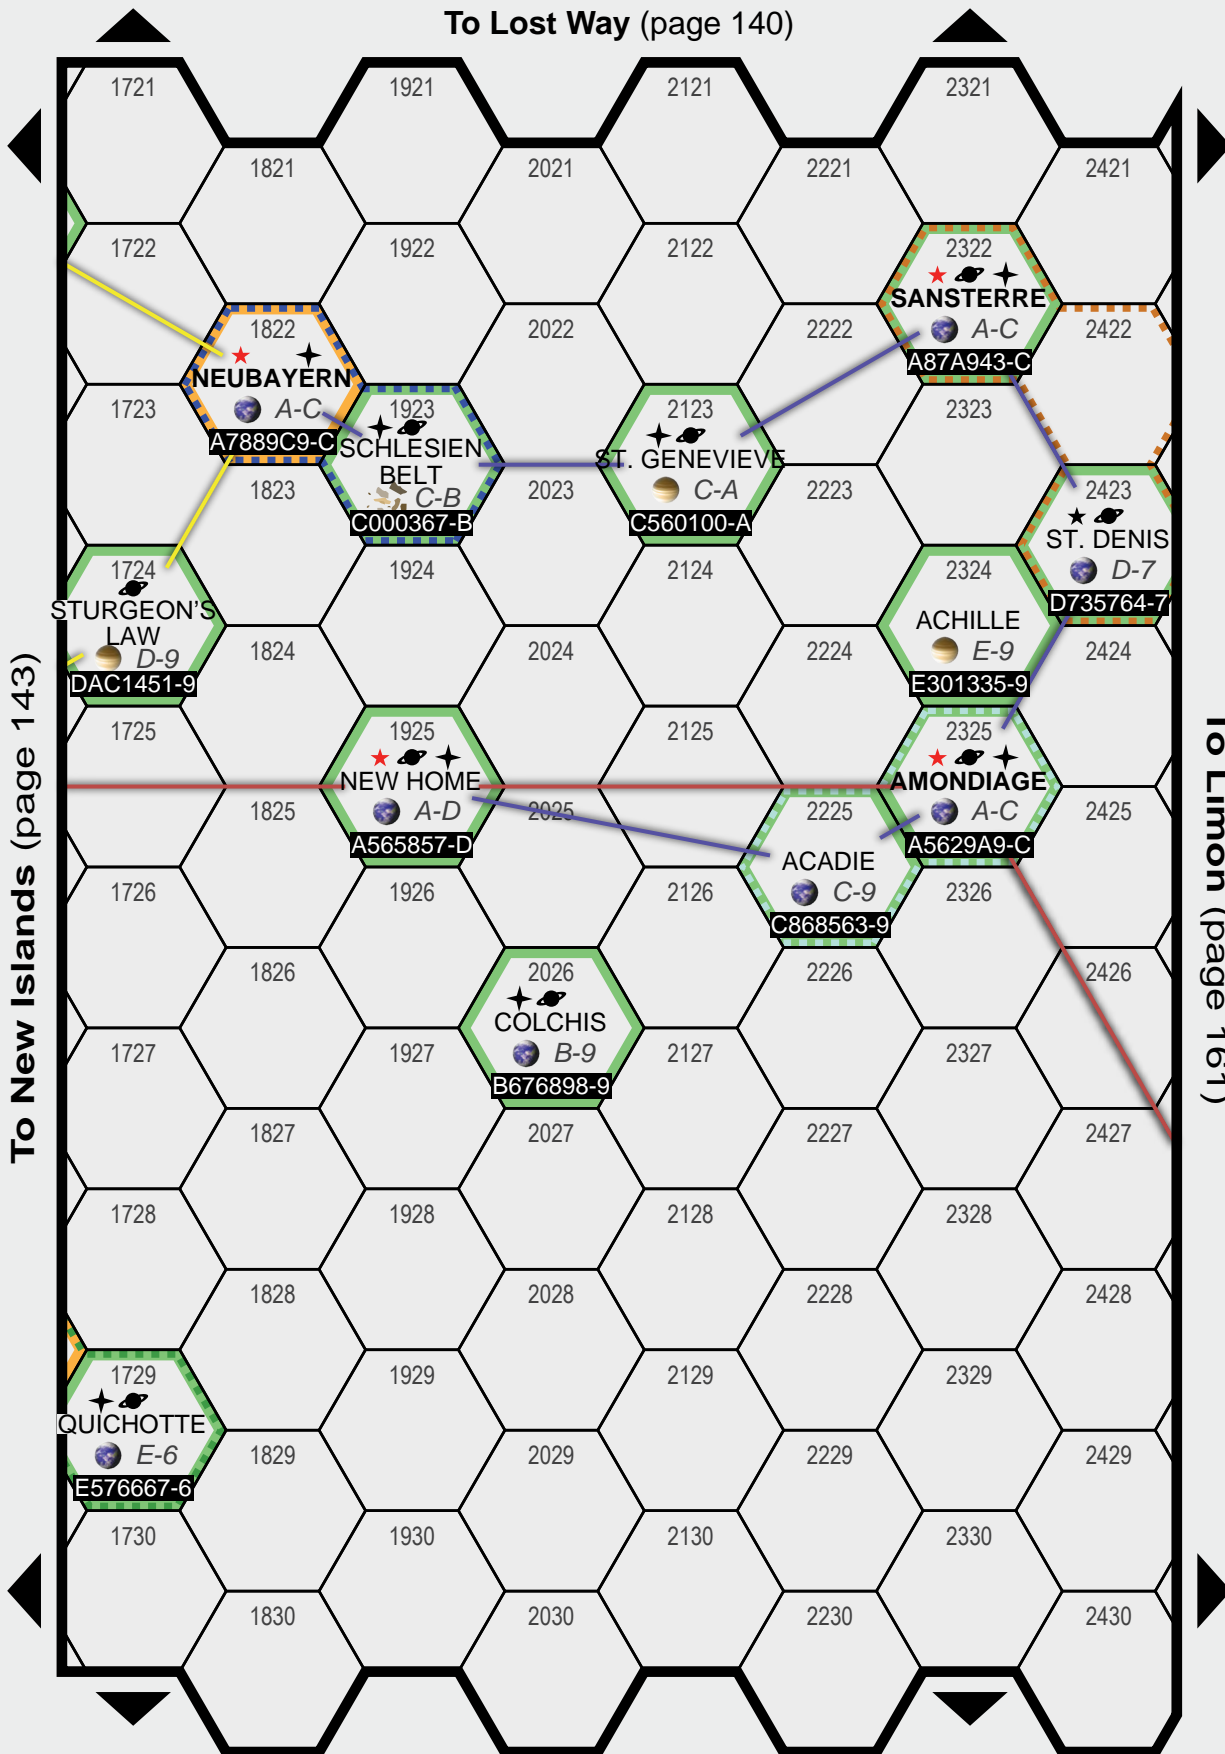 To Lost Way (page 140)
1721
1921
2121
2321
1821
2021
2221
2421
1722
1922
2122
2322
SANSTERRE
A-C
A87A943-C
1822
NEUBAYERN
A-C
A7889C9-C
2022
2222
2422
1723
1923
SCHLESIEN
BELT
C-B
C000367-B
2123
ST. GENEVIEVE
C-A
C560100-A
2323
1823
2023
2223
2423
ST. DENIS
D-7
D735764-7
1724
STURGEON'S
LAW
D-9
DAC1451-9
1924
2124
2324
ACHILLE
E-9
E301335-9
1824
2024
2224
2424
1725
1925
NEW HOME
A-D
A565857-D
2125
2325
AMONDIAGE
A-C
A5629A9-C
1825
2025
2225
ACADIE
C-9
C868563-9
2425
1726
1926
2126
2326
1826
2026
COLCHIS
B-9
B676898-9
2226
2426
1727
1927
2127
2327
1827
2027
2227
2427
1728
1928
2128
2328
1828
2028
2228
2428
1729
QUICHOTTE
E-6
E576667-6
1929
2129
2329
1829
2029
2229
2429
1730
1930
2130
2330
1830
2030
2230
2430
To New Islands (page 143)
To Limon (page 161)